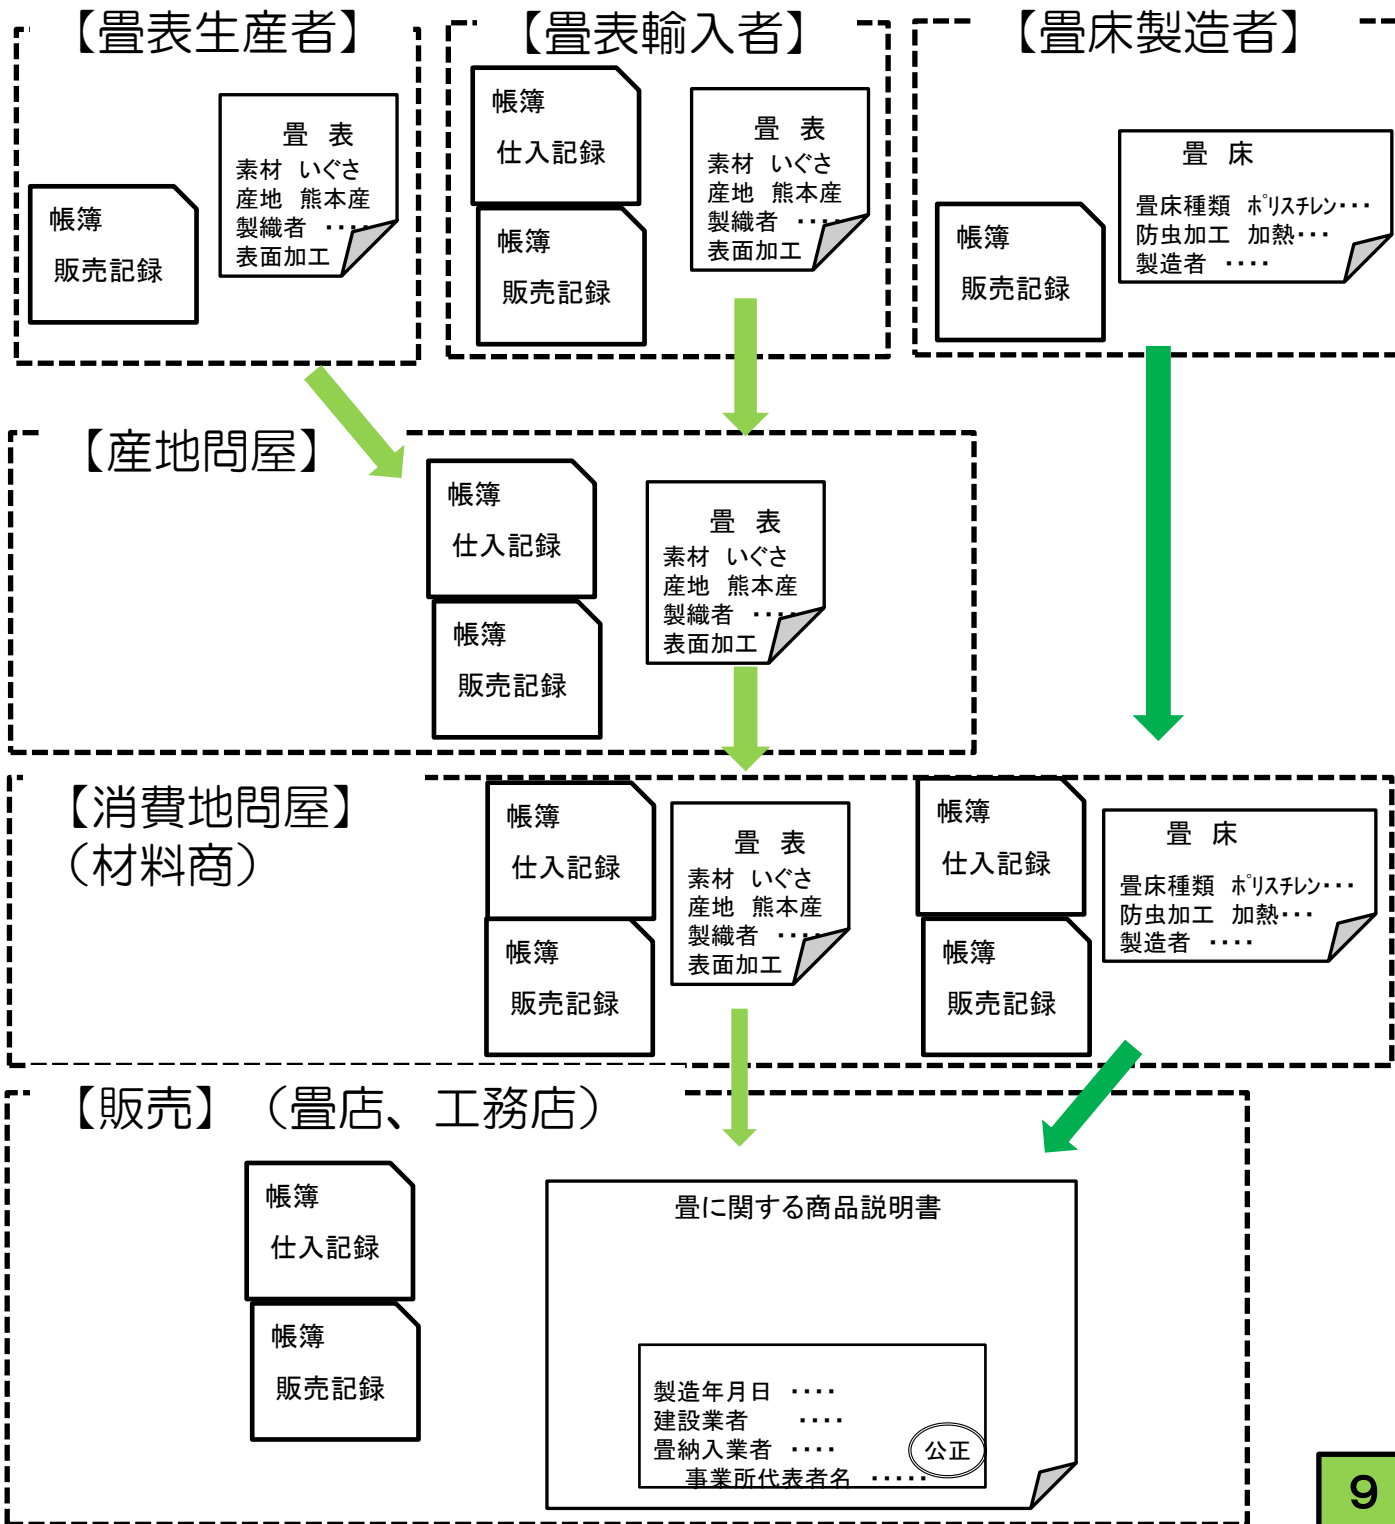 【畳表生産者】
帳簿
販売記録
畳 表
素材 いぐさ
産地 熊本産
製織者 ‥‥
表面加工
【畳表輸入者】
帳簿
仕入記録
帳簿
販売記録
畳 表
素材 いぐさ
産地 熊本産
製織者 ‥‥
表面加工
【畳床製造者】
帳簿
販売記録
畳 床
畳床種類 ﾎﾟﾘｽﾁﾚﾝ･･･
防虫加工 加熱･･･
製造者 ‥‥
【産地問屋】
帳簿
仕入記録
帳簿
販売記録
畳 表
素材 いぐさ
産地 熊本産
製織者 ‥‥
表面加工
【消費地問屋】
（材料商）
帳簿
仕入記録
帳簿
販売記録
畳 表
素材 いぐさ
産地 熊本産
製織者 ‥‥
表面加工
帳簿
仕入記録
帳簿
販売記録
畳 床
畳床種類 ﾎﾟﾘｽﾁﾚﾝ･･･
防虫加工 加熱･･･
製造者 ‥‥
【販売】（畳店、工務店）
帳簿
仕入記録
帳簿
販売記録
畳に関する商品説明書
製造年月日 ‥‥
建設業者 ‥‥
畳納入業者 ‥‥
事業所代表者名 ‥‥‥
公正
9